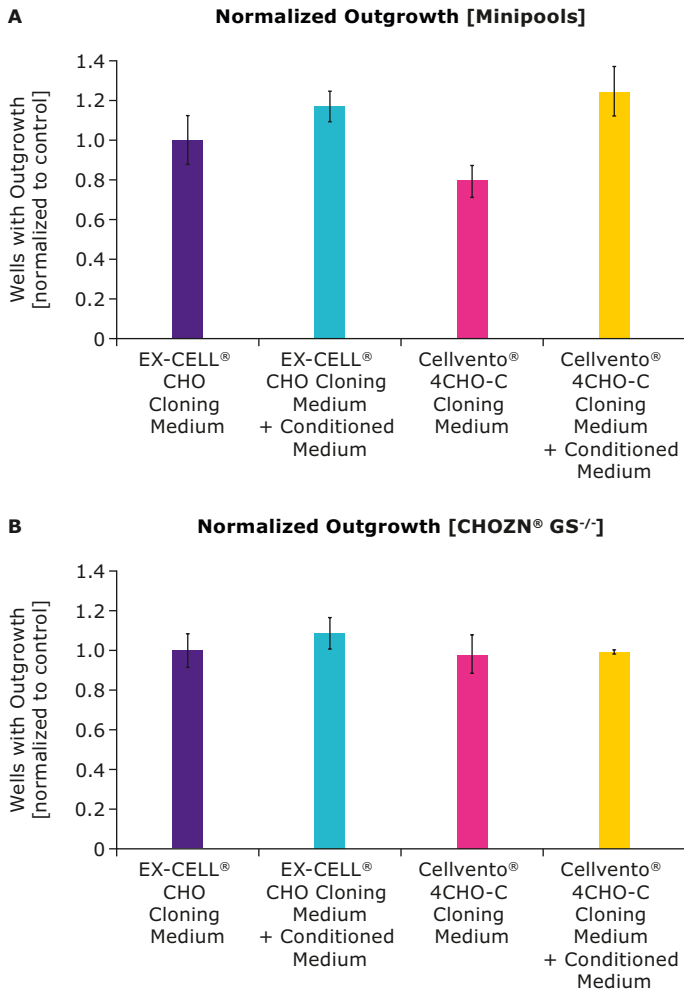 A
Normalized Outgrowth [Minipools]
Wells with Outgrowth
[normalized to control]
1.4
1.2
1.0
0.8
0.6
0.4
0.2
0
EX-CELL®
CHO
Cloning
Medium
EX-CELL®
CHO Cloning
Medium
+ Conditioned
Medium
Cellvento®
4CHO-C
Cloning
Medium
Cellvento®
4CHO-C
Cloning
Medium
+ Conditioned
Medium
B
Normalized Outgrowth [CHOZN® GS-/-]
Wells with Outgrowth
[normalized to control]
1.4
1.2
1.0
0.8
0.6
0.4
0.2
0
EX-CELL®
CHO
Cloning
Medium
EX-CELL®
CHO Cloning
Medium
+ Conditioned
Medium
Cellvento®
4CHO-C
Cloning
Medium
Cellvento®
4CHO-C
Cloning
Medium
+ Conditioned
Medium